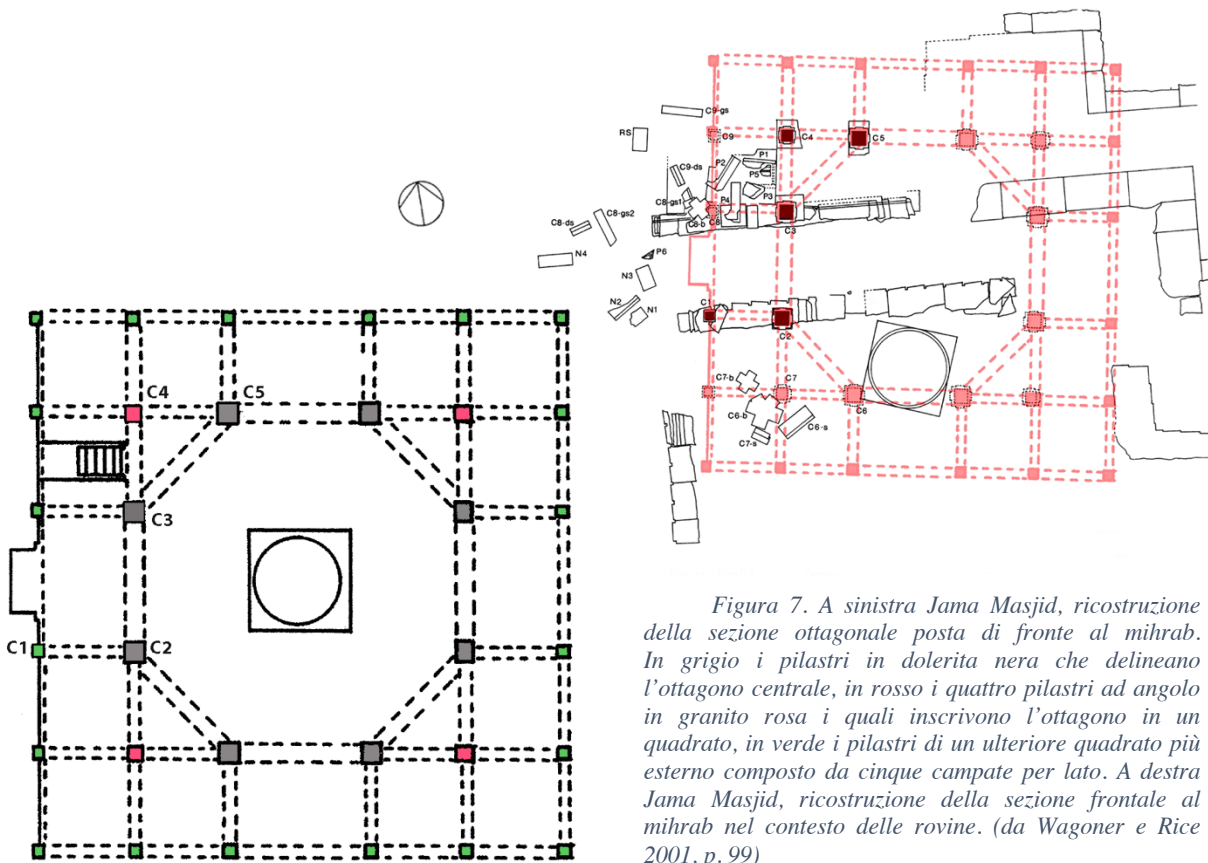 C4
C5
C3
C1
C2
C9-gs
RS
C9
C4
C5
P1
P2
P5
C9-ds
P3
C8-gs1
P4
C8
C8-b
C3
C8-gs2
C8-ds
N4
P6
N3
N2
N1
C1
C2
C7-b
C7
C6
C6-b
C6-s
C7-s
Figura 7. A sinistra Jama Masjid, ricostruzione
della sezione ottagonale posta di fronte al mihrab.
In grigio i pilastri in dolerita nera che delineano
l’ottagono centrale, in rosso i quattro pilastri ad angolo
in granito rosa i quali inscrivono l’ottagono in un
quadrato, in verde i pilastri di un ulteriore quadrato più
esterno composto da cinque campate per lato. A destra
Jama Masjid, ricostruzione della sezione frontale al
mihrab nel contesto delle rovine. (da Wagoner e Rice
2001, p. 99)